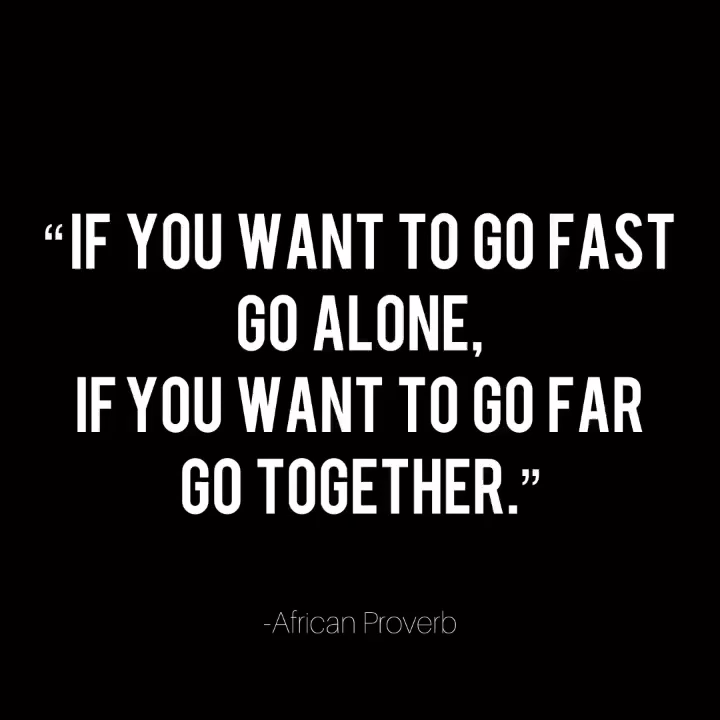 “IF YOU WANT TO GO FAST
GO ALONE,
IF YOU WANT TO GO FAR
GO TOGETHER.”
-African Proverb